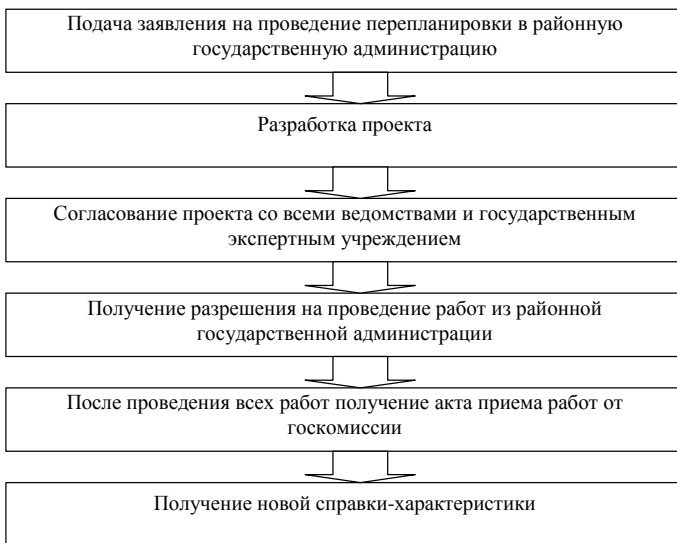 Подача заявления на проведение перепланировки в районную
государственную администрацию
Разработка проекта
Согласование проекта со всеми ведомствами и государственным
экспертным учреждением
Получение разрешения на проведение работ из районной
государственной администрации
После проведения всех работ получение акта приема работ от
госкомиссии
Получение новой справки-характеристики